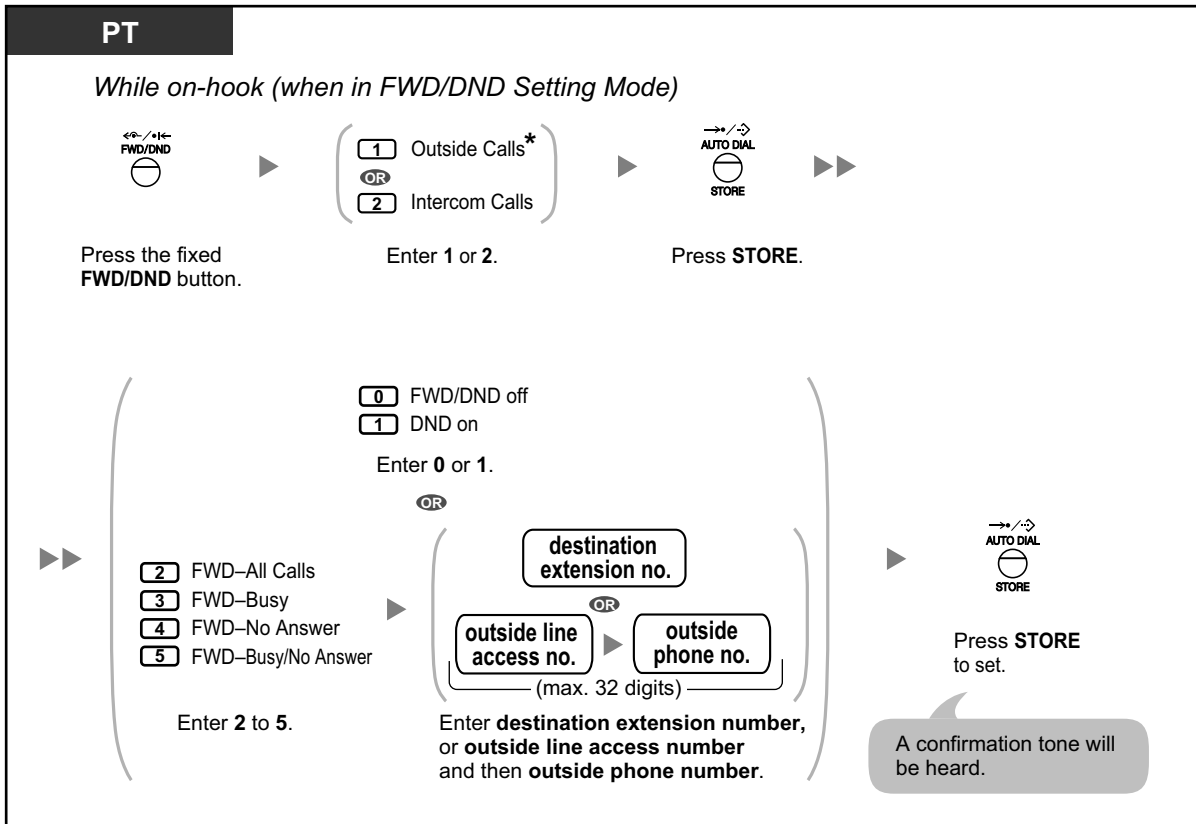 PT
While on-hook (when in FWD/DND Setting Mode)
FWD/DND
1 Outside Calls*
OR
2 Intercom Calls
AUTO DIAL
STORE
Press the fixed
FWD/DND button.
Enter 1 or 2.
Press STORE.
0 FWD/DND off
1 DND on
Enter 0 or 1.
OR
2 FWD–All Calls
3 FWD–Busy
4 FWD–No Answer
5 FWD–Busy/No Answer
Enter 2 to 5.
destination
extension no.
OR
outside line
access no.
outside
phone no.
(max. 32 digits)
Enter destination extension number,
or outside line access number
and then outside phone number.
AUTO DIAL
STORE
Press STORE
to set.
A confirmation tone will
be heard.